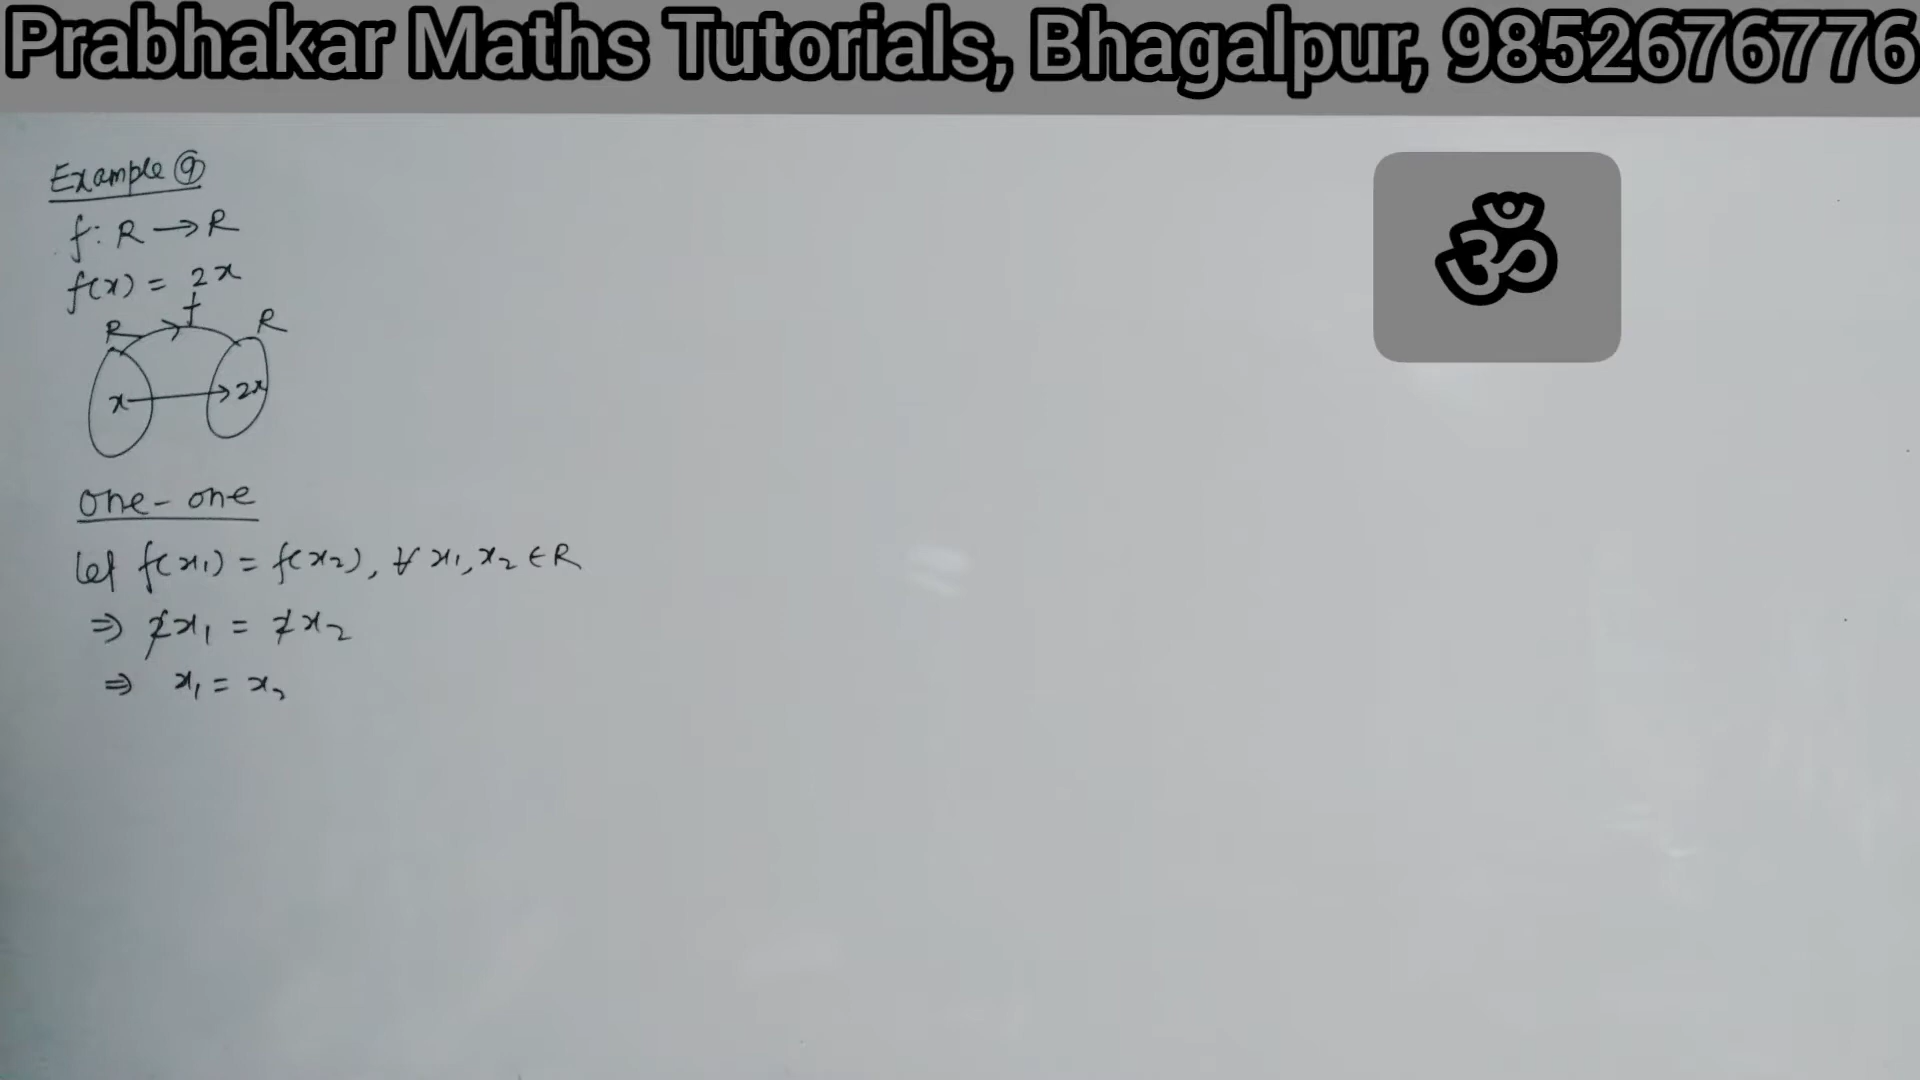 Prabhakar Maths Tutorials, Bhagalpur, 9852676776
ॐ
Example ⑨
f: R → R
f(x) = 2x
f
R R
x → 2x
one-one
Let f(x₁) = f(x₂), ∀ x₁, x₂ ∈ R
⇒ 2x₁ = 2x₂
⇒ x₁ = x₂